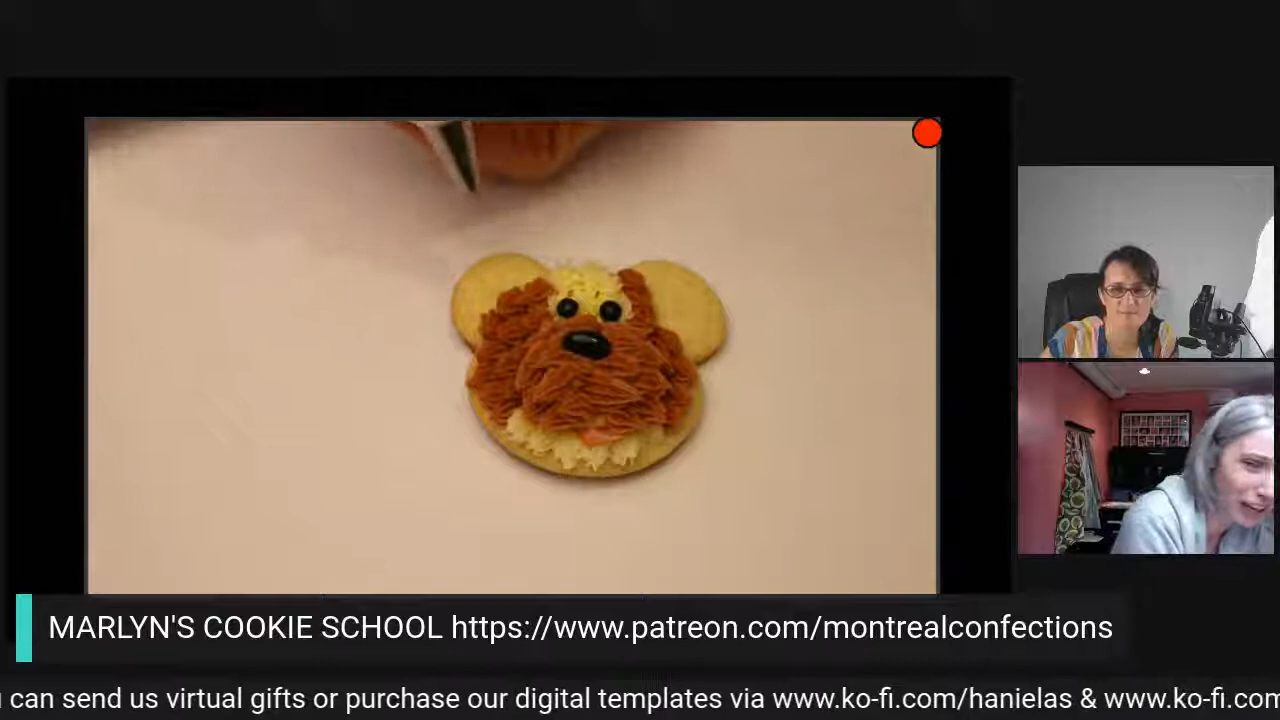 MARLYN'S COOKIE SCHOOL https://www.patreon.com/montrealconfections
can send us virtual gifts or purchase our digital templates via www.ko-fi.com/hanielas & www.ko-fi.com